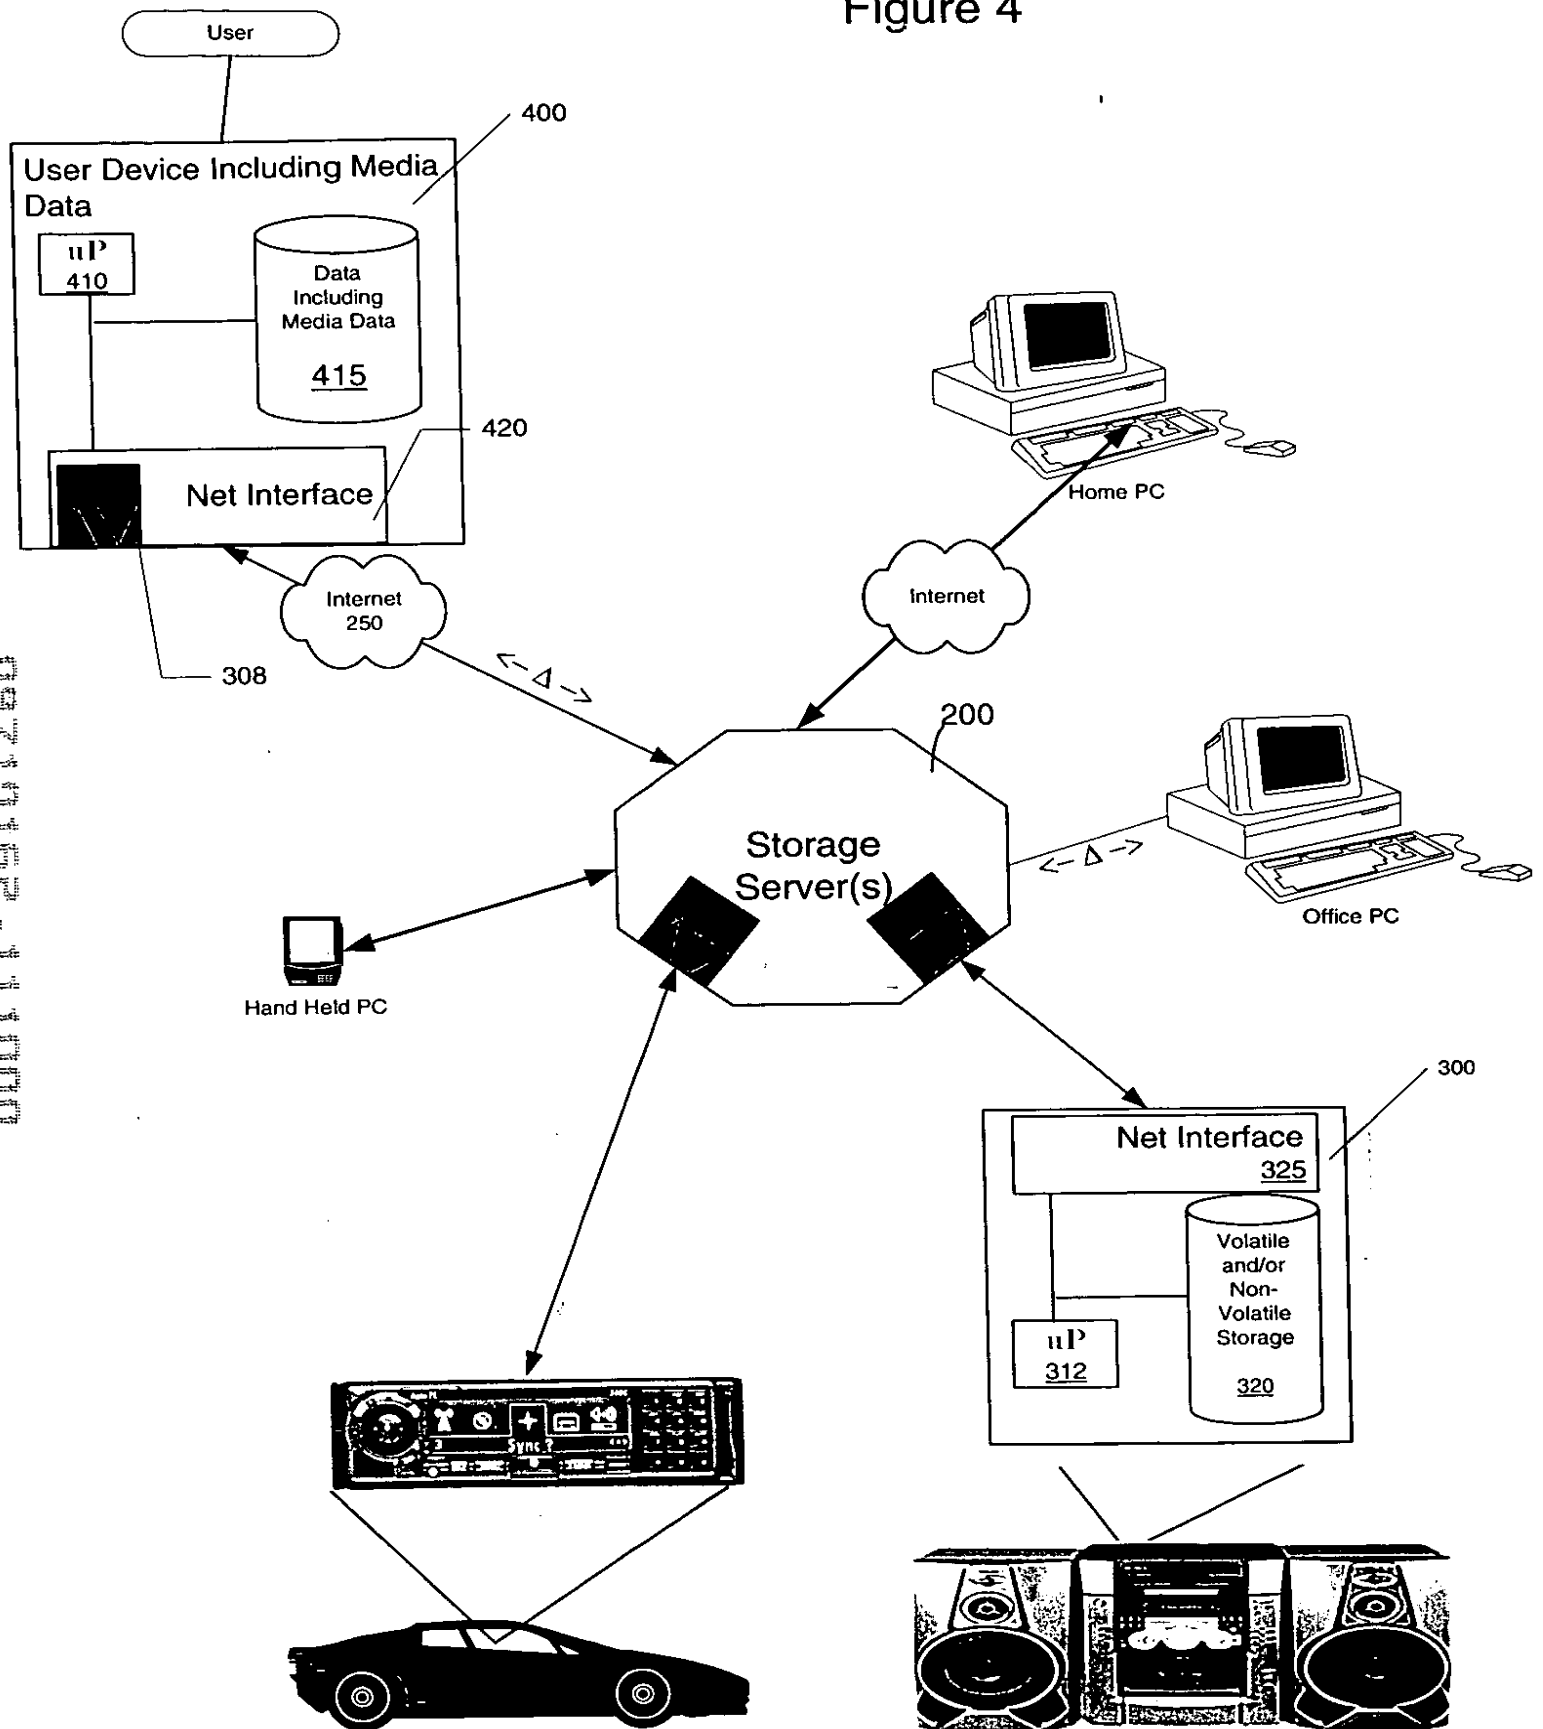 Figure 4
User
400
User Device Including Media
Data
uP
410
Data
Including
Media Data
415
420
Net Interface
Home PC
Internet
250
Internet
308
<-Δ->
200
Storage
Server(s)
<-Δ->
Office PC
Hand Held PC
300
Net Interface
325
Volatile
and/or
Non-
Volatile
Storage
320
uP
312
Sync?